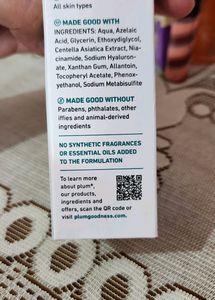 All skin types
MADE GOOD WITH
INGREDIENTS: Aqua, Azelaic
Acid, Glycerin, Ethoxydiglycol,
Centella Asiatica Extract, Nia-
cinamide, Sodium Hyaluron-
ate, Xanthan Gum, Allantoin,
Tocopheryl Acetate, Phenox-
yethanol, Sodium Metabisulfite
MADE GOOD WITHOUT
Parabens, phthalates, other
iffies and animal-derived
ingredients
NO SYNTHETIC FRAGRANCES
OR ESSENTIAL OILS ADDED
TO THE FORMULATION
To learn more
about plum®,
our products,
ingredients and
offers, scan the QR code or
visit plumgoodness.com